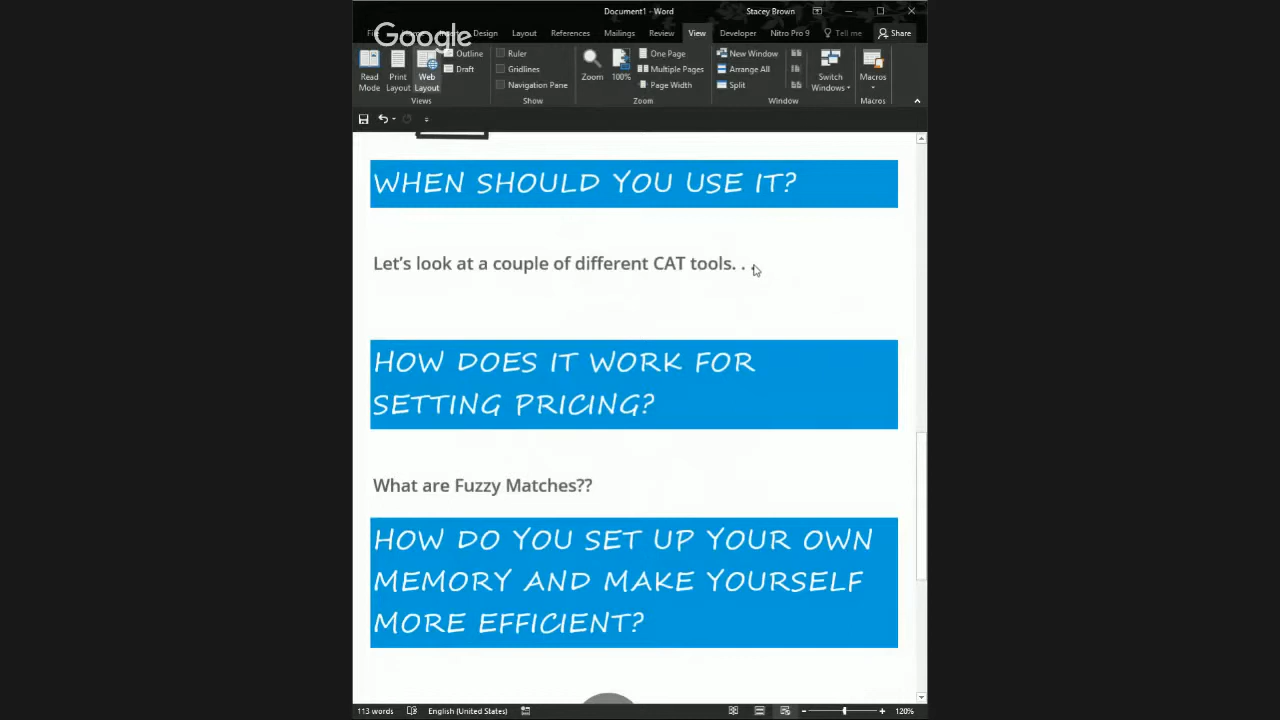 Document1 - Word
Stacey Brown
Google
Design
Layout
References
Mailings
Review
View
Developer
Nitro Pro 9
Tell me
Share
Read
Mode
Print
Layout
Web
Layout
Outline
Draft
Views
Ruler
Gridlines
Navigation Pane
Show
Zoom
100%
One Page
Multiple Pages
Page Width
Zoom
New Window
Arrange All
Split
Switch
Windows
Window
Macros
Macros
WHEN SHOULD YOU USE IT?
Let's look at a couple of different CAT tools. . .
HOW DOES IT WORK FOR
SETTING PRICING?
What are Fuzzy Matches??
HOW DO YOU SET UP YOUR OWN
MEMORY AND MAKE YOURSELF
MORE EFFICIENT?
113 words
English (United States)
120%